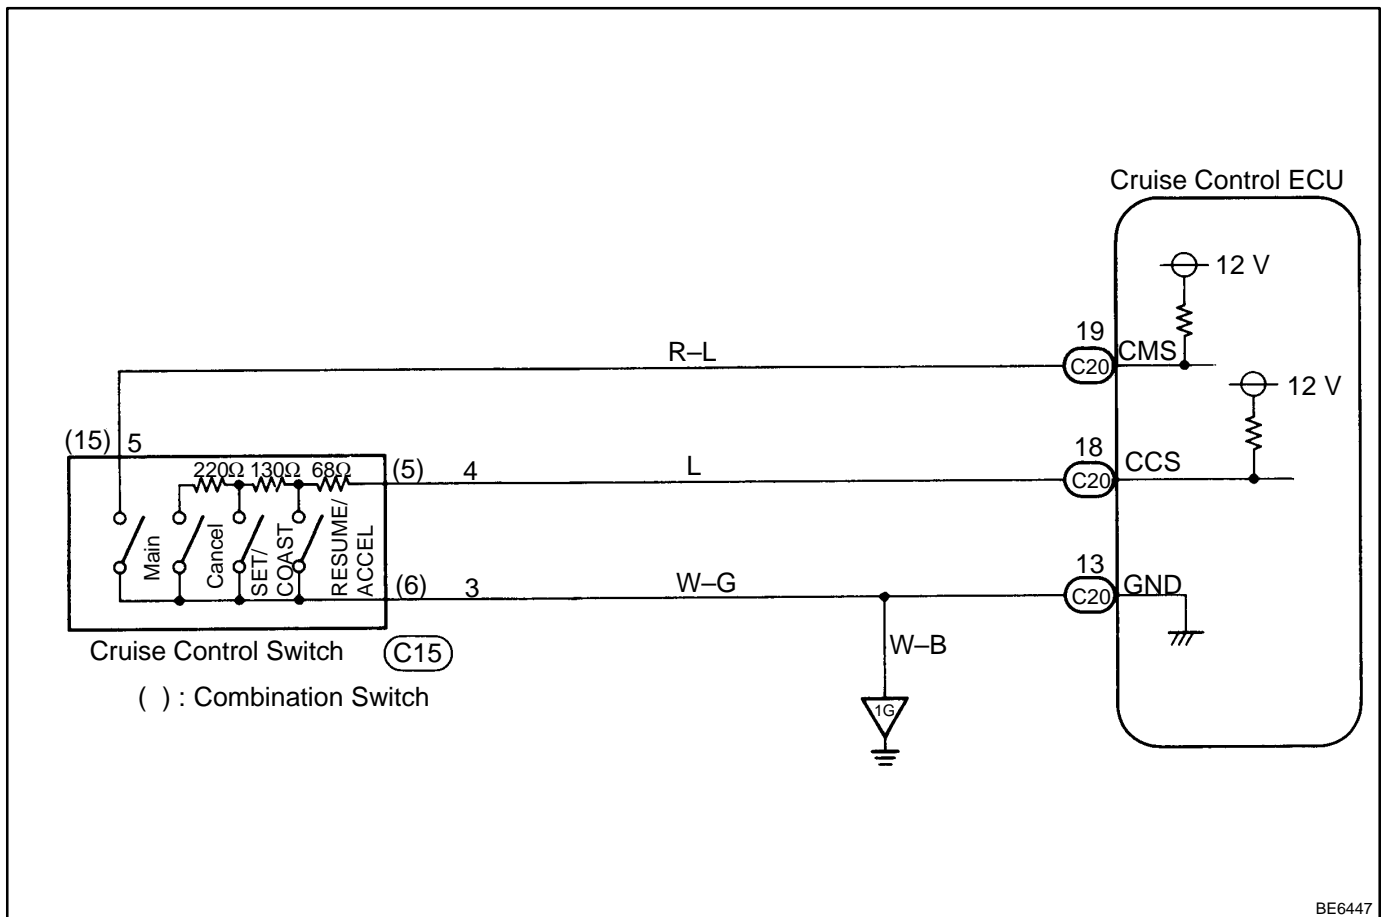 Cruise Control ECU
12 V
19
R–L
C20
CMS
12 V
(15) 5
18
220Ω 130Ω 68Ω
(5) 4
L
C20
CCS
Main
Cancel
SET/
COAST
RESUME/
ACCEL
13
(6) 3
W–G
C20
GND
Cruise Control Switch
C15
W–B
( ) : Combination Switch
1G
BE6447